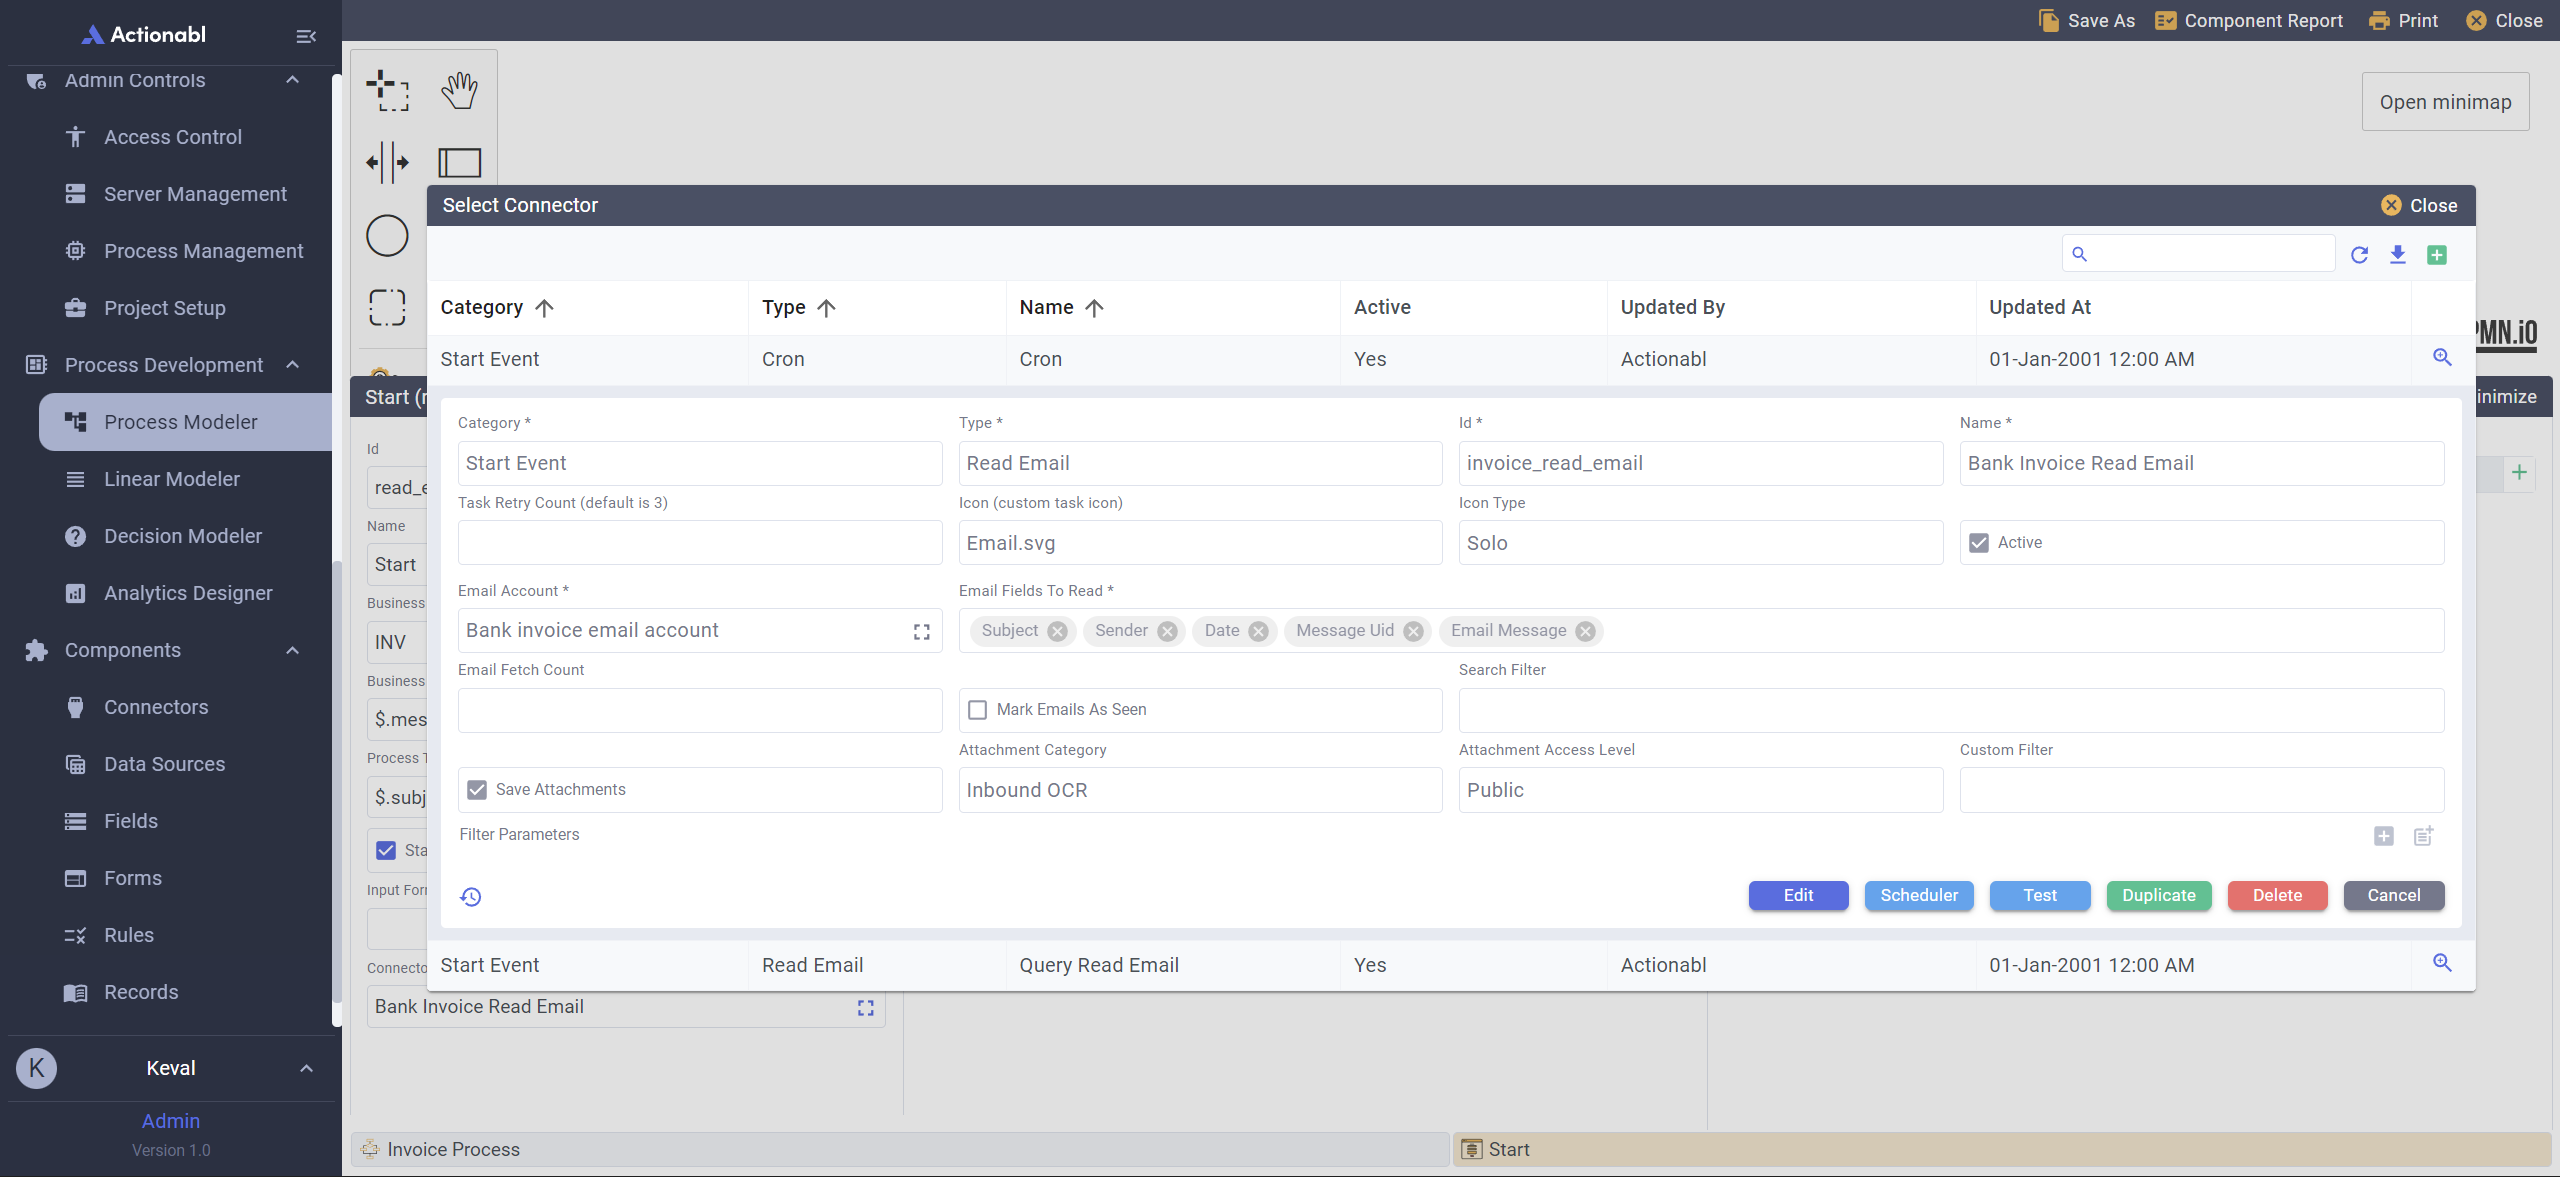 Actionabl
Admin Controls
Access Control
Server Management
Process Management
Project Setup
Process Development
Process Modeler
Linear Modeler
Decision Modeler
Analytics Designer
Components
Connectors
Data Sources
Fields
Forms
Rules
Records
K
Keval
Admin
Version 1.0
Save As Component Report Print Close
Open minimap
PMN.iO
Start (r
inimize
Id
read_e
Name
Start
Business
INV
Business
$.mes
Process T
$.subj
Sta
Input For
Connecto
Bank Invoice Read Email
Select Connector Close
Category Type Name Active Updated By Updated At
Start Event Cron Cron Yes Actionabl 01-Jan-2001 12:00 AM
Category * Type * Id * Name *
Start Event Read Email invoice_read_email Bank Invoice Read Email
Task Retry Count (default is 3) Icon (custom task icon) Icon Type
Email.svg Solo Active
Email Account * Email Fields To Read *
Bank invoice email account Subject Sender Date Message Uid Email Message
Email Fetch Count Search Filter
Mark Emails As Seen
Attachment Category Attachment Access Level Custom Filter
Save Attachments Inbound OCR Public
Filter Parameters
Edit Scheduler Test Duplicate Delete Cancel
Start Event Read Email Query Read Email Yes Actionabl 01-Jan-2001 12:00 AM
Invoice Process Start